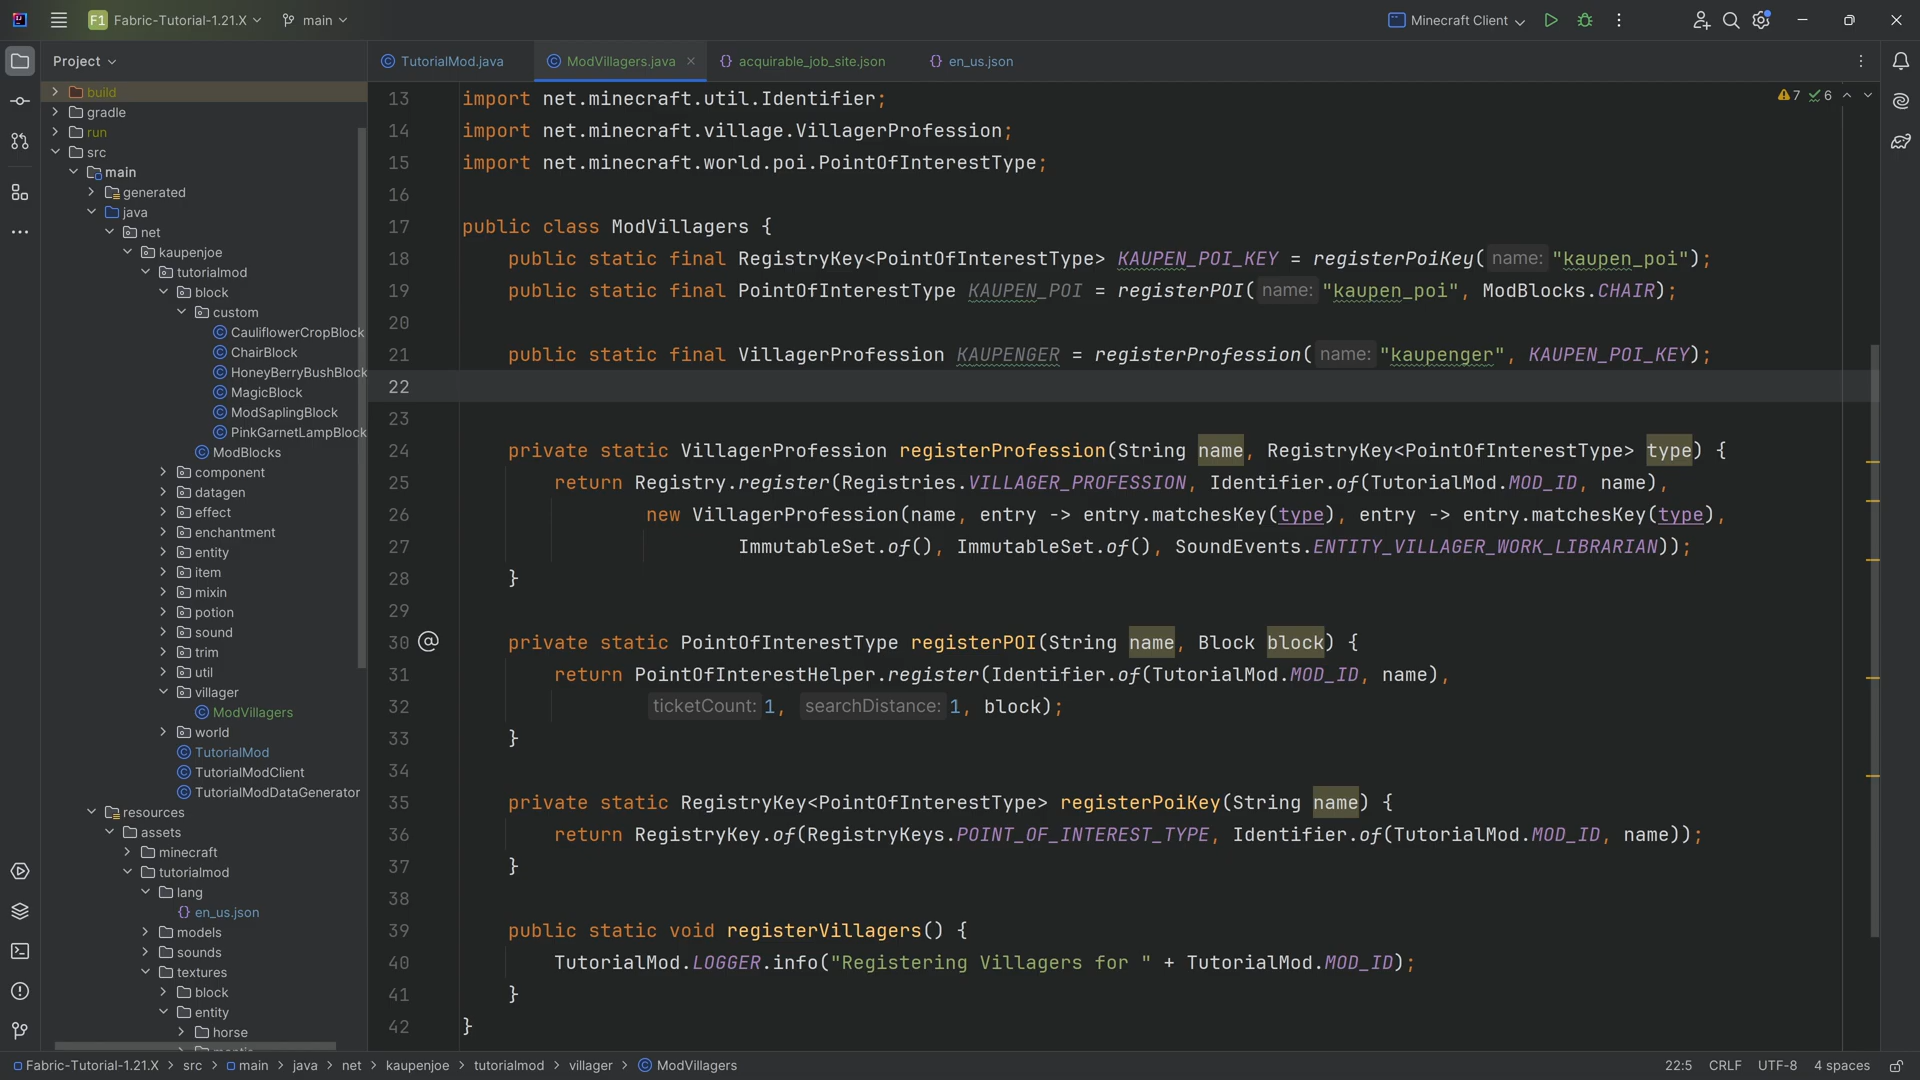 F1 Fabric-Tutorial-1.21.X main Minecraft Client
Project
build
gradle
run
src
main
generated
java
net
kaupenjoe
tutorialmod
block
custom
CauliflowerCropBlock
ChairBlock
HoneyBerryBushBlock
MagicBlock
ModSaplingBlock
PinkGarnetLampBlock
ModBlocks
component
datagen
effect
enchantment
entity
item
mixin
potion
sound
trim
util
villager
ModVillagers
world
TutorialMod
TutorialModClient
TutorialModDataGenerator
resources
assets
minecraft
tutorialmod
lang
en_us.json
models
sounds
textures
block
entity
horse
TutorialMod.java ModVillagers.java acquirable_job_site.json en_us.json
7 6
13 import net.minecraft.util.Identifier;
14 import net.minecraft.village.VillagerProfession;
15 import net.minecraft.world.poi.PointOfInterestType;
16
17 public class ModVillagers {
18 public static final RegistryKey<PointOfInterestType> KAUPEN_POI_KEY = registerPoiKey( name: "kaupen_poi");
19 public static final PointOfInterestType KAUPEN_POI = registerPOI( name: "kaupen_poi", ModBlocks.CHAIR);
20
21 public static final VillagerProfession KAUPENGER = registerProfession( name: "kaupenger", KAUPEN_POI_KEY);
22
23
24 private static VillagerProfession registerProfession(String name, RegistryKey<PointOfInterestType> type) {
25 return Registry.register(Registries.VILLAGER_PROFESSION, Identifier.of(TutorialMod.MOD_ID, name),
26 new VillagerProfession(name, entry -> entry.matchesKey(type), entry -> entry.matchesKey(type),
27 ImmutableSet.of(), ImmutableSet.of(), SoundEvents.ENTITY_VILLAGER_WORK_LIBRARIAN));
28 }
29
30 private static PointOfInterestType registerPOI(String name, Block block) {
31 return PointOfInterestHelper.register(Identifier.of(TutorialMod.MOD_ID, name),
32 ticketCount: 1, searchDistance: 1, block);
33 }
34
35 private static RegistryKey<PointOfInterestType> registerPoiKey(String name) {
36 return RegistryKey.of(RegistryKeys.POINT_OF_INTEREST_TYPE, Identifier.of(TutorialMod.MOD_ID, name));
37 }
38
39 public static void registerVillagers() {
40 TutorialMod.LOGGER.info("Registering Villagers for " + TutorialMod.MOD_ID);
41 }
42 }
Fabric-Tutorial-1.21.X > src > main > java > net > kaupenjoe > tutorialmod > villager > ModVillagers 22:5 CRLF UTF-8 4 spaces